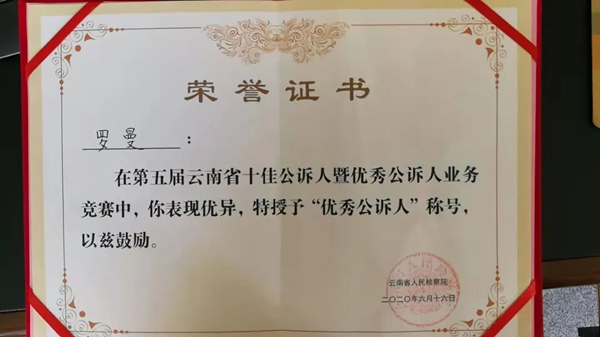 荣誉证书
罗曼：
在第五届云南省十佳公诉人暨优秀公诉人业务
竞赛中，你表现优异，特授予“优秀公诉人”称号，
以兹鼓励。
云南省人民检察院
二〇二〇年六月十六日